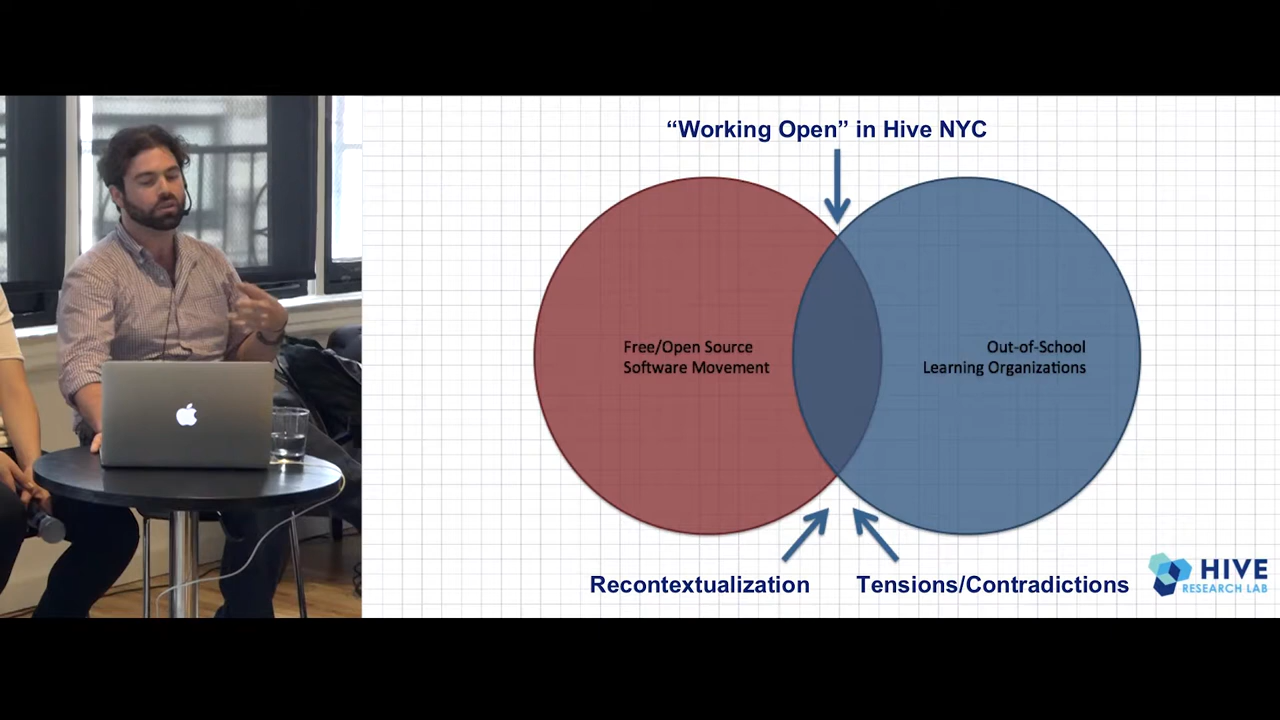 “Working Open” in Hive NYC
Free/Open Source
Software Movement
Out-of-School
Learning Organizations
Recontextualization
Tensions/Contradictions
HIVE
RESEARCH LAB